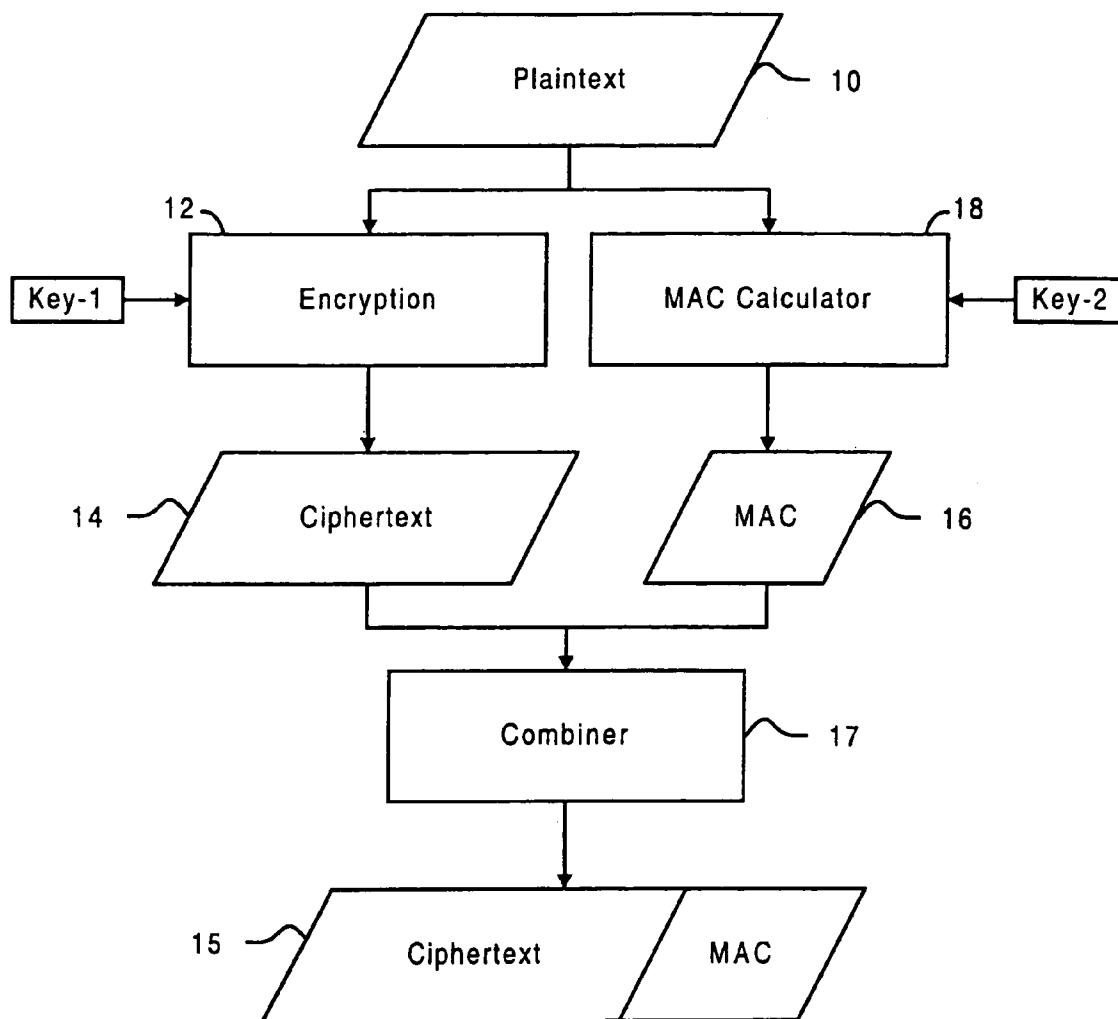 Plaintext
10
12
18
Key-1
Encryption
MAC Calculator
Key-2
14
Ciphertext
MAC
16
Combiner
17
15
Ciphertext
MAC